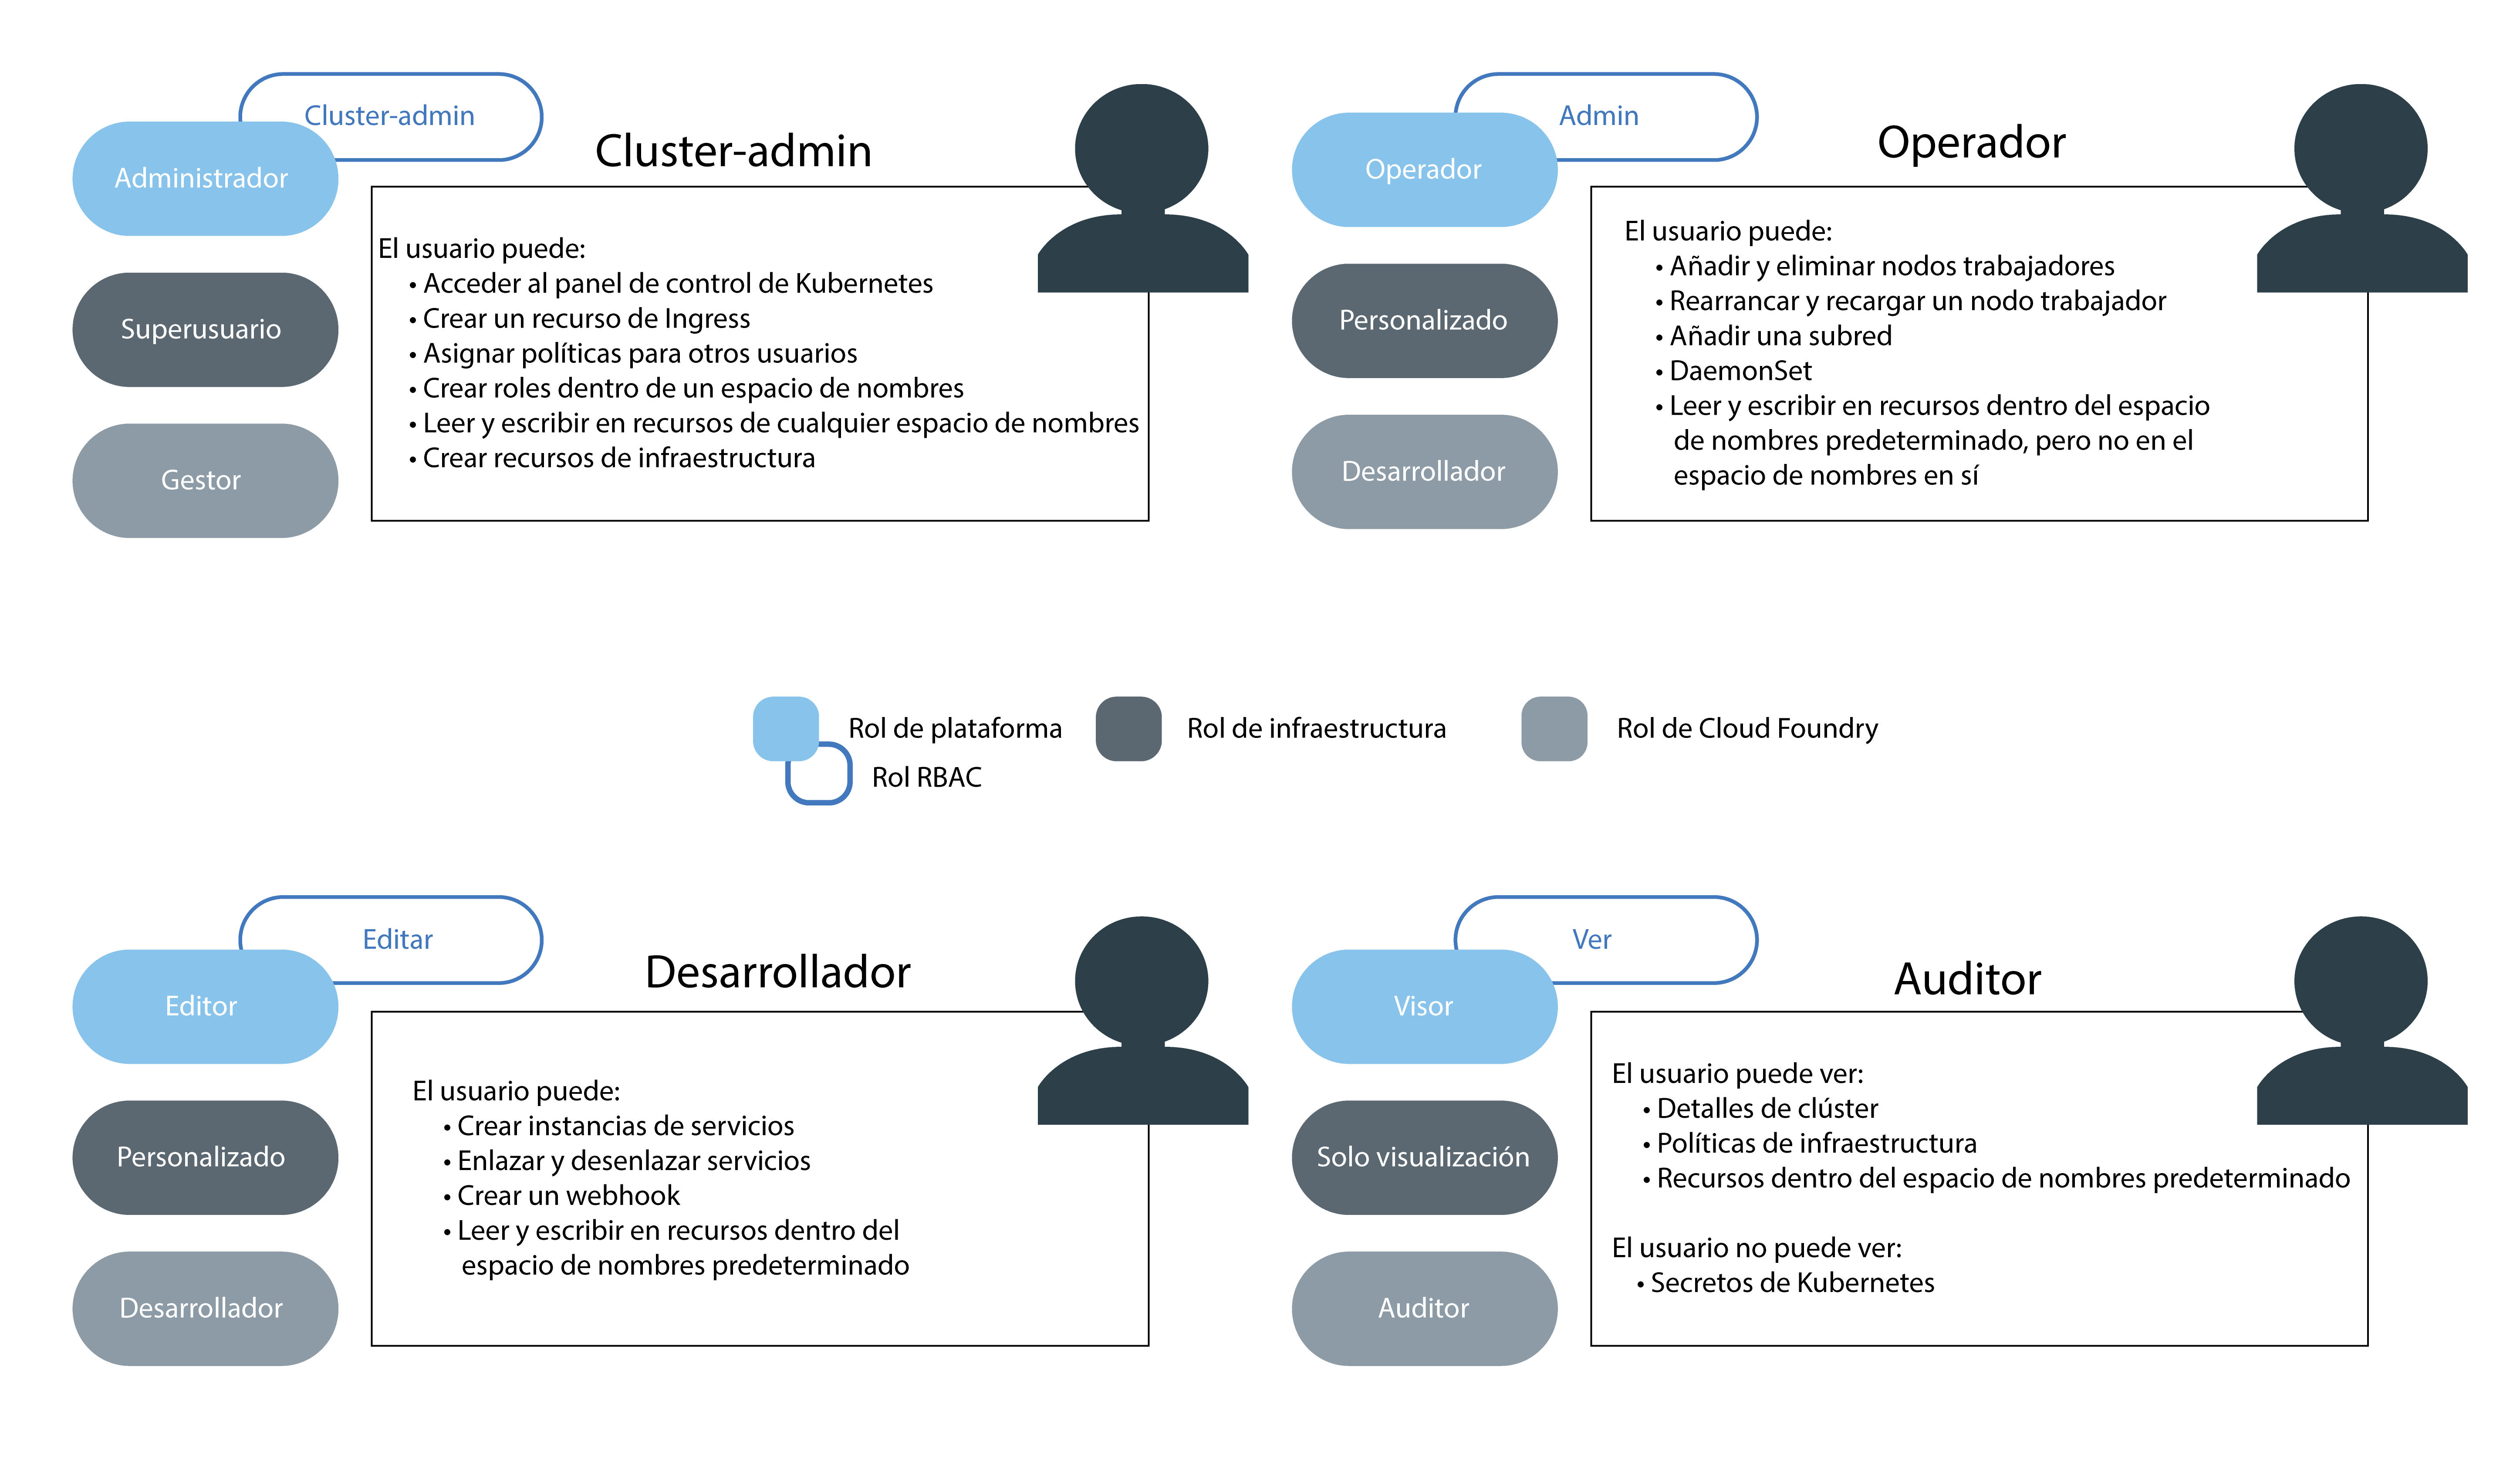 Cluster-admin
Administrador
Superusuario
Gestor
Cluster-admin
El usuario puede:
• Acceder al panel de control de Kubernetes
• Crear un recurso de Ingress
• Asignar políticas para otros usuarios
• Crear roles dentro de un espacio de nombres
• Leer y escribir en recursos de cualquier espacio de nombres
• Crear recursos de infraestructura
Admin
Operador
Personalizado
Desarrollador
Operador
El usuario puede:
• Añadir y eliminar nodos trabajadores
• Rearrancar y recargar un nodo trabajador
• Añadir una subred
• DaemonSet
• Leer y escribir en recursos dentro del espacio
de nombres predeterminado, pero no en el
espacio de nombres en sí
Rol de plataforma
Rol RBAC
Rol de infraestructura
Rol de Cloud Foundry
Editar
Editor
Personalizado
Desarrollador
Desarrollador
El usuario puede:
• Crear instancias de servicios
• Enlazar y desenlazar servicios
• Crear un webhook
• Leer y escribir en recursos dentro del
espacio de nombres predeterminado
Ver
Visor
Solo visualización
Auditor
Auditor
El usuario puede ver:
• Detalles de clúster
• Políticas de infraestructura
• Recursos dentro del espacio de nombres predeterminado
El usuario no puede ver:
• Secretos de Kubernetes